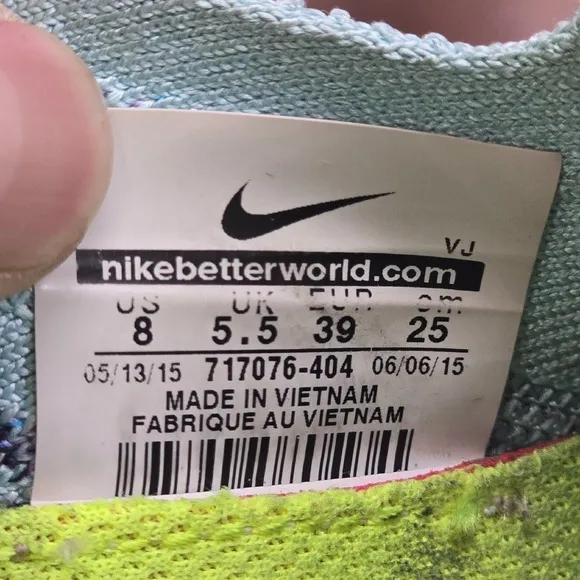 VJ
nikebetterworld.com
US UK EUR cm
8 5.5 39 25
05/13/15 717076-404 06/06/15
MADE IN VIETNAM
FABRIQUE AU VIETNAM